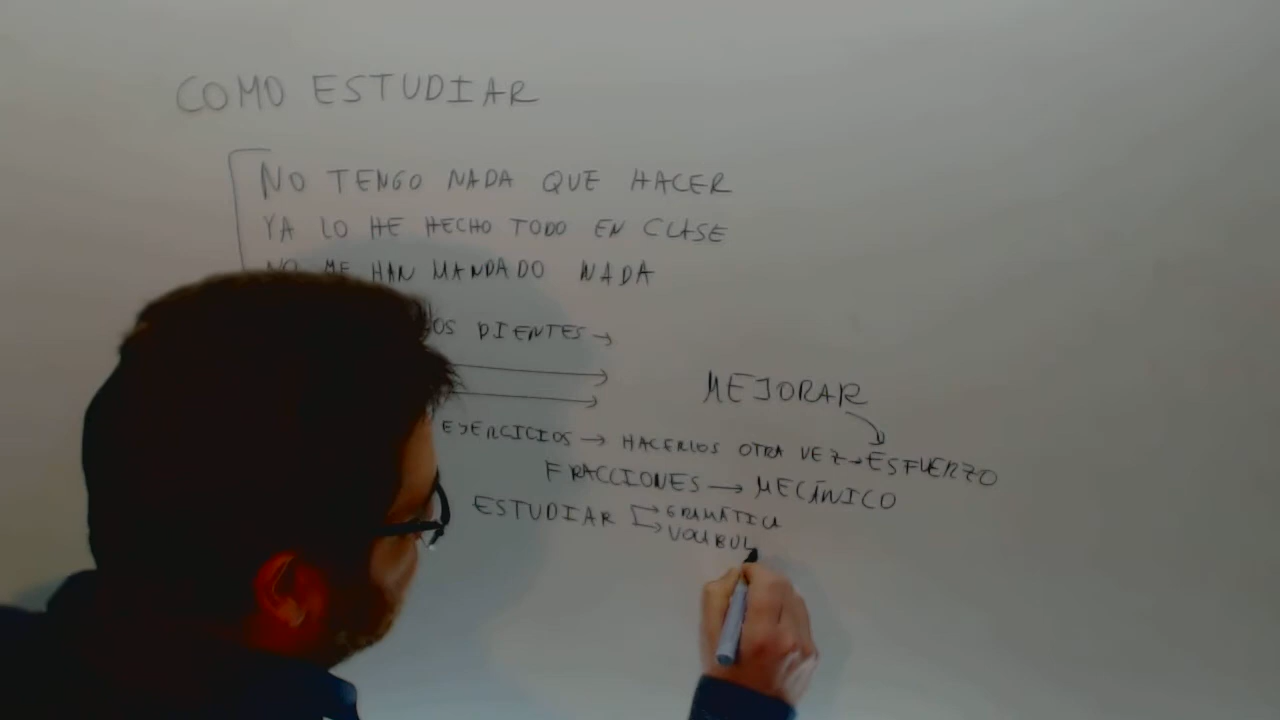 COMO ESTUDIAR
NO TENGO NADA QUE HACER
YA LO HE HECHO TODO EN CLASE
NO ME HAN MANDADO NADA
OS DIENTES →
MEJORAR
EJERCICIOS → HACERLOS OTRA VEZ → ESFUERZO
FRACCIONES → MECÁNICO
ESTUDIAR → GRAMÁTICA
→ VOCABUL